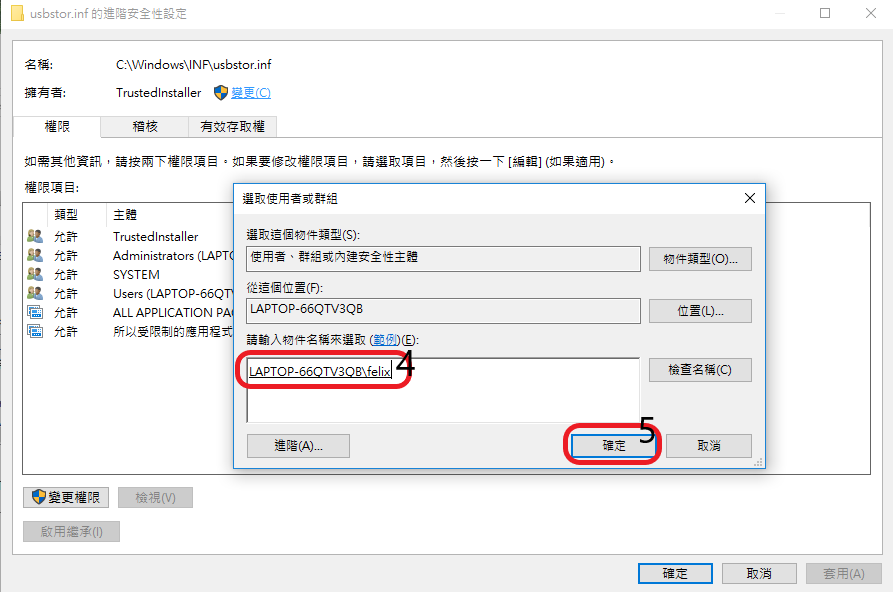 usbstor.inf 的進階安全性設定
名稱: C:\Windows\INF\usbstor.inf
擁有者: TrustedInstaller 變更(C)
權限 稽核 有效存取權
如需其他資訊，請按兩下權限項目。如果要修改權限項目，請選取項目，然後按一下 [編輯] (如果適用)。
權限項目:
類型 主體
允許 TrustedInstaller
允許 Administrators (LAPTO
允許 SYSTEM
允許 Users (LAPTOP-66QTV
允許 ALL APPLICATION PAC
允許 所以受限制的應用程式
選取使用者或群組
選取這個物件類型(S):
使用者、群組或內建安全性主體 物件類型(O)...
從這個位置(F):
LAPTOP-66QTV3QB 位置(L)...
請輸入物件名稱來選取 (範例)(E):
LAPTOP-66QTV3QB\felix 4 檢查名稱(C)
進階(A)... 確定 5 取消
變更權限 檢視(V)
啟用繼承(I)
確定 取消 套用(A)